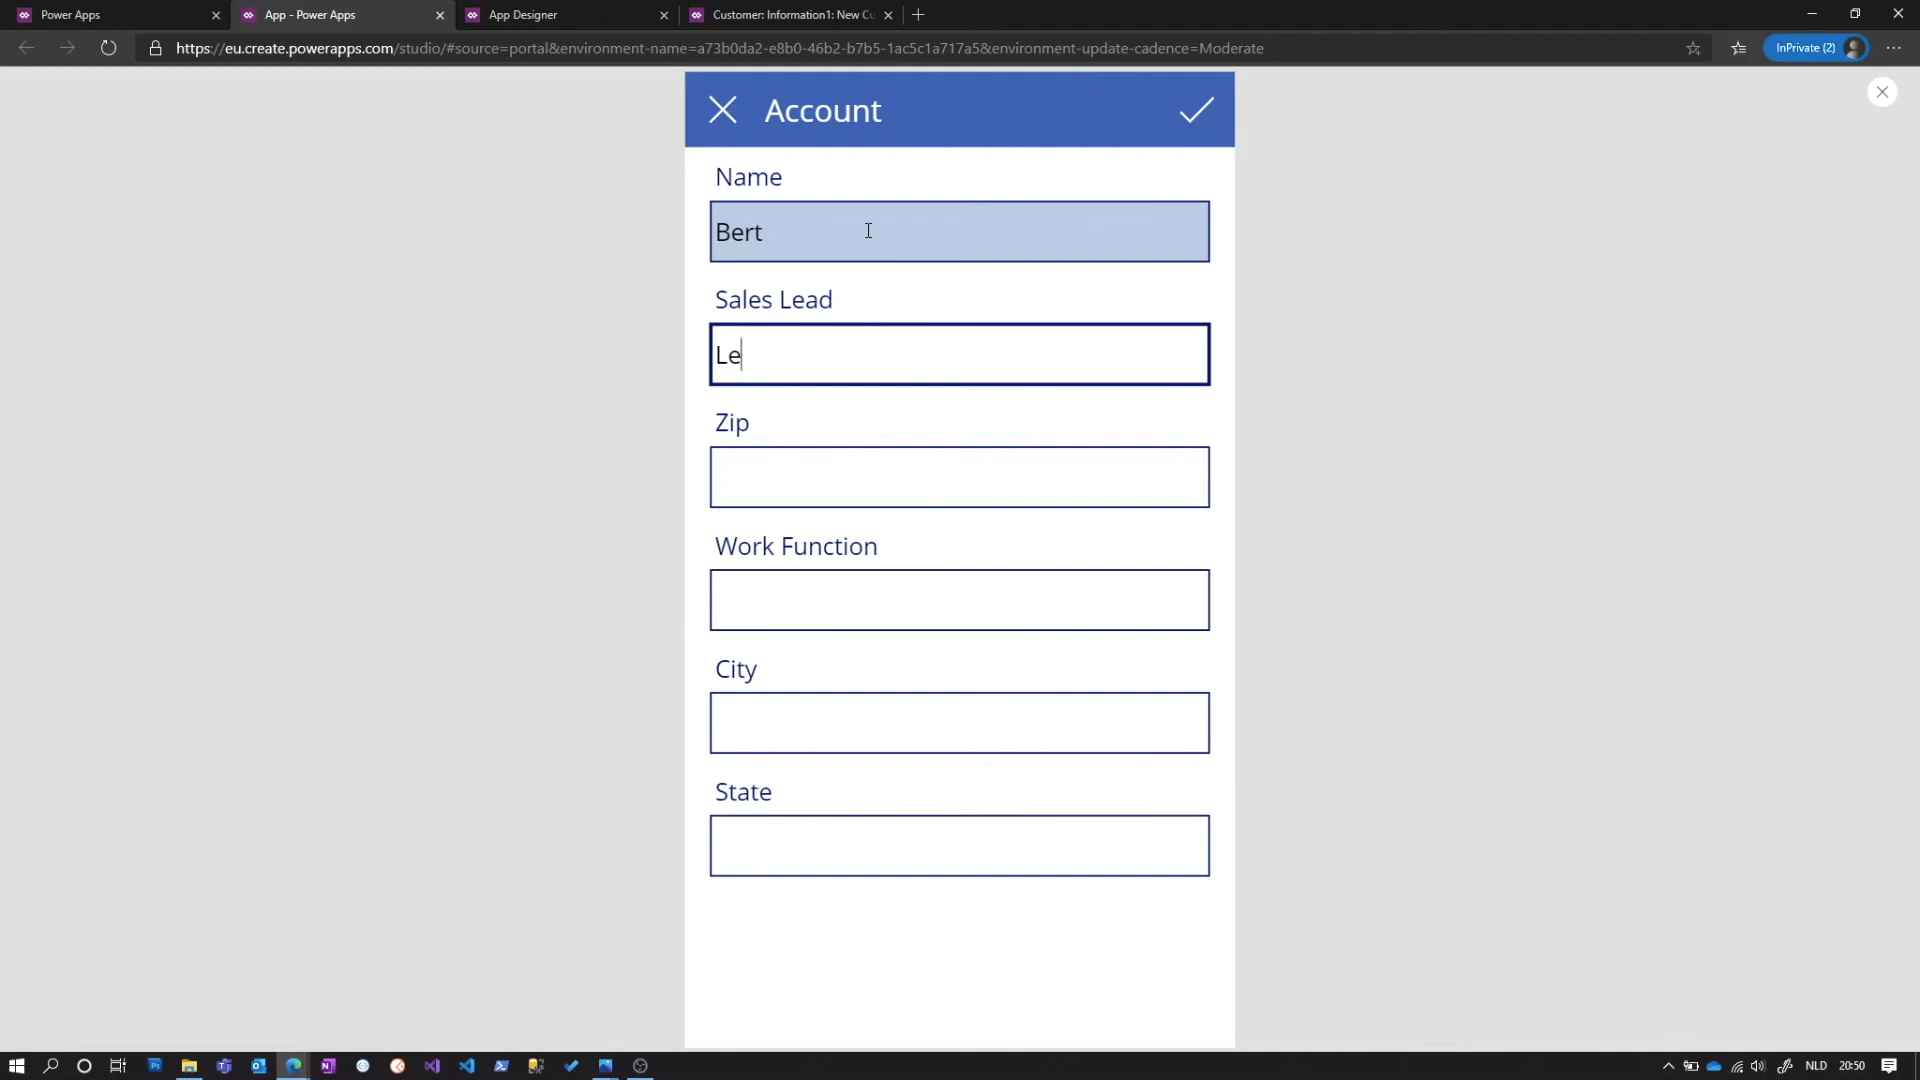 Power Apps
App - Power Apps
App Designer
Customer: Information1: New Cu
https://eu.create.powerapps.com/studio/#source=portal&environment-name=a73b0da2-e8b0-46b2-b7b5-1ac5c1a717a5&environment-update-cadence=Moderate
InPrivate (2)
Account
Name
Bert
Sales Lead
Le
Zip
Work Function
City
State
Ps
NLD
20:50